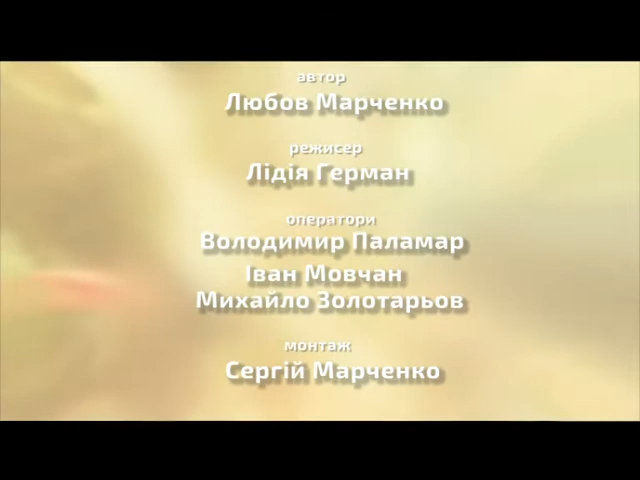 автор
Любов Марченко
режисер
Лідія Герман
оператори
Володимир Паламар
Іван Мовчан
Михайло Золотарьов
монтаж
Сергій Марченко